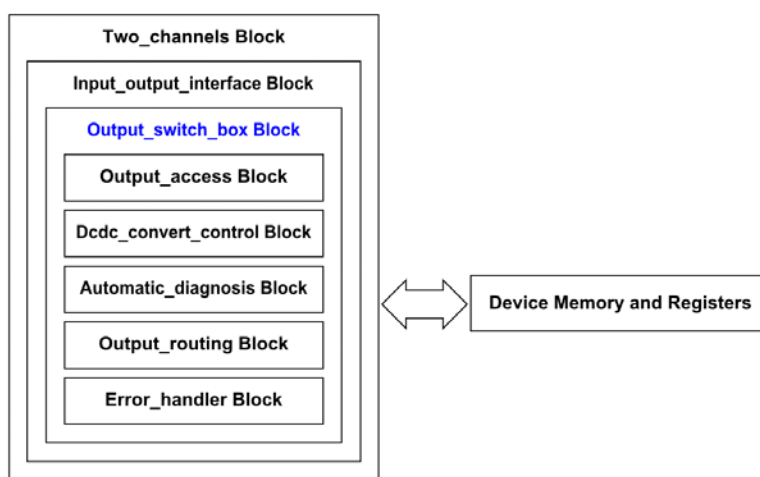 Two_channels Block
Input_output_interface Block
Output_switch_box Block
Output_access Block
Dcdc_convert_control Block
Automatic_diagnosis Block
Output_routing Block
Error_handler Block
Device Memory and Registers